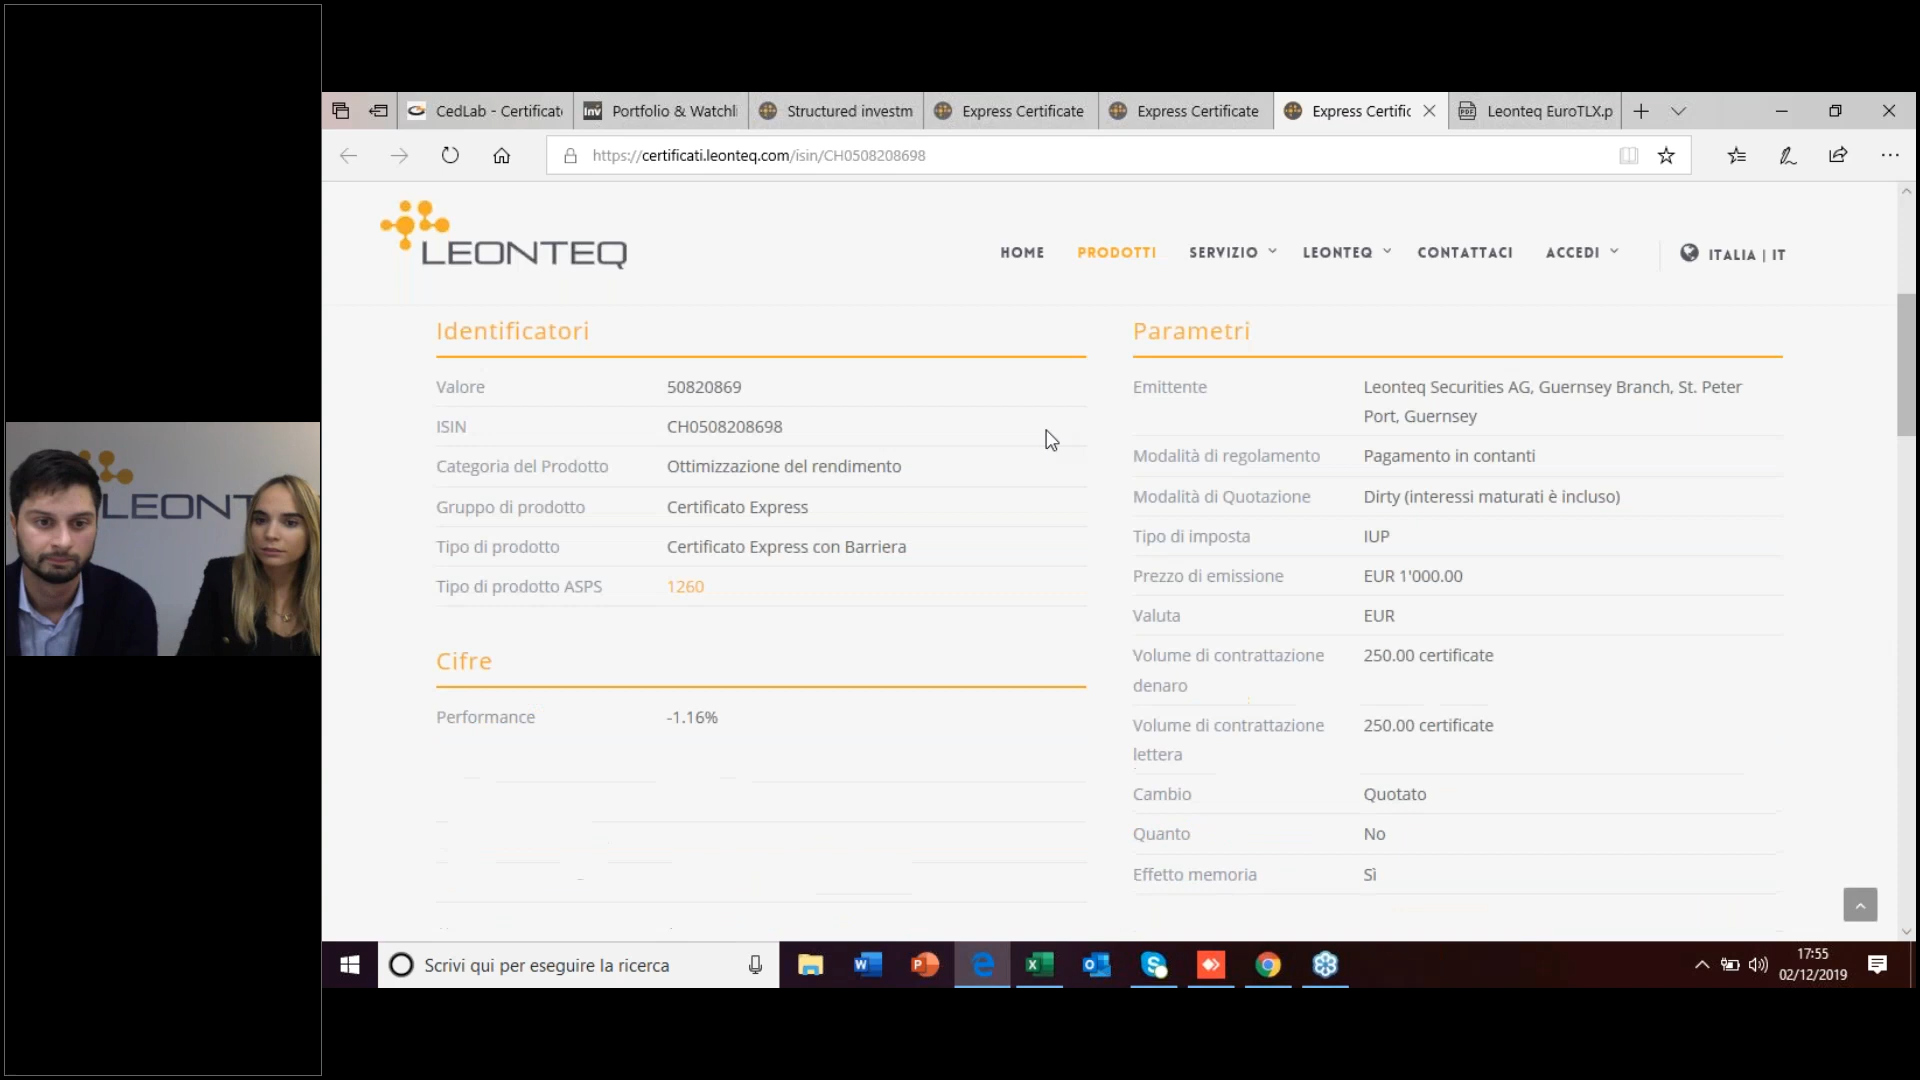 CedLab - Certificat
Portfolio & Watchli
Structured investm
Express Certificate
Express Certificate
Express Certific
Leonteq EuroTLX.p
https://certificati.leonteq.com/isin/CH0508208698
LEONTEQ
HOME
PRODOTTI
SERVIZIO
LEONTEQ
CONTATTACI
ACCEDI
ITALIA | IT
Identificatori
Valore 50820869
ISIN CH0508208698
Categoria del Prodotto Ottimizzazione del rendimento
Gruppo di prodotto Certificato Express
Tipo di prodotto Certificato Express con Barriera
Tipo di prodotto ASPS 1260
Cifre
Performance -1.16%
Parametri
Emittente Leonteq Securities AG, Guernsey Branch, St. Peter
Port, Guernsey
Modalità di regolamento Pagamento in contanti
Modalità di Quotazione Dirty (interessi maturati è incluso)
Tipo di imposta IUP
Prezzo di emissione EUR 1'000.00
Valuta EUR
Volume di contrattazione 250.00 certificate
denaro
Volume di contrattazione 250.00 certificate
lettera
Cambio Quotato
Quanto No
Effetto memoria Sì
LEONT
Scrivi qui per eseguire la ricerca
17:55
02/12/2019